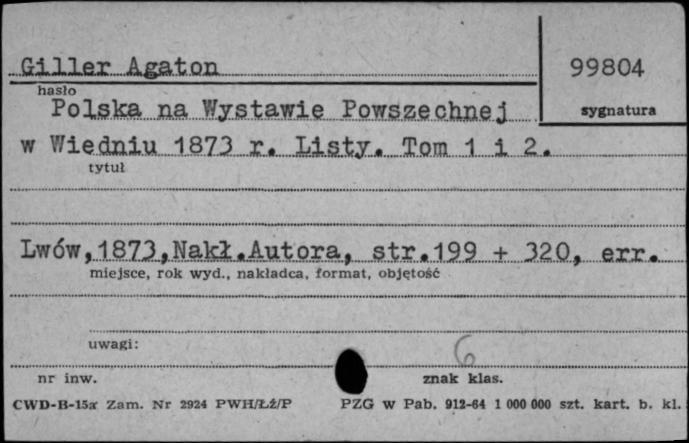 Giller Agaton
99804
hasło
Polska na Wystawie Powszechnej
sygnatura
w Wiedniu 1873 r. Listy. Tom 1 i 2.
tytuł
Lwów,1873,Nakł.Autora, str.199 + 320, err.
miejsce, rok wyd., nakładca, format, objętość
uwagi:
6
nr inw.
znak klas.
CWD-B-15a Zam. Nr 2924 PWH/Łż/P
PZG w Pab. 912-64 1 000 000 szt. kart. b. kl.